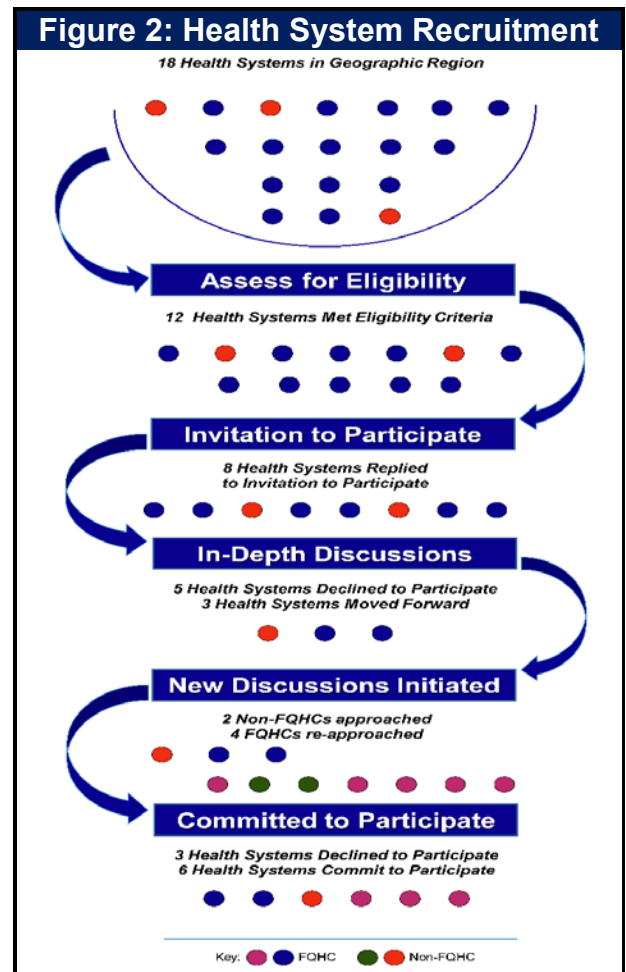 Figure 2: Health System Recruitment
18 Health Systems in Geographic Region
Assess for Eligibility
12 Health Systems Met Eligibility Criteria
Invitation to Participate
8 Health Systems Replied
to Invitation to Participate
In-Depth Discussions
5 Health Systems Declined to Participate
3 Health Systems Moved Forward
New Discussions Initiated
2 Non-FQHCs approached
4 FQHCs re-approached
Committed to Participate
3 Health Systems Declined to Participate
6 Health Systems Commit to Participate
Key: FQHC Non-FQHC